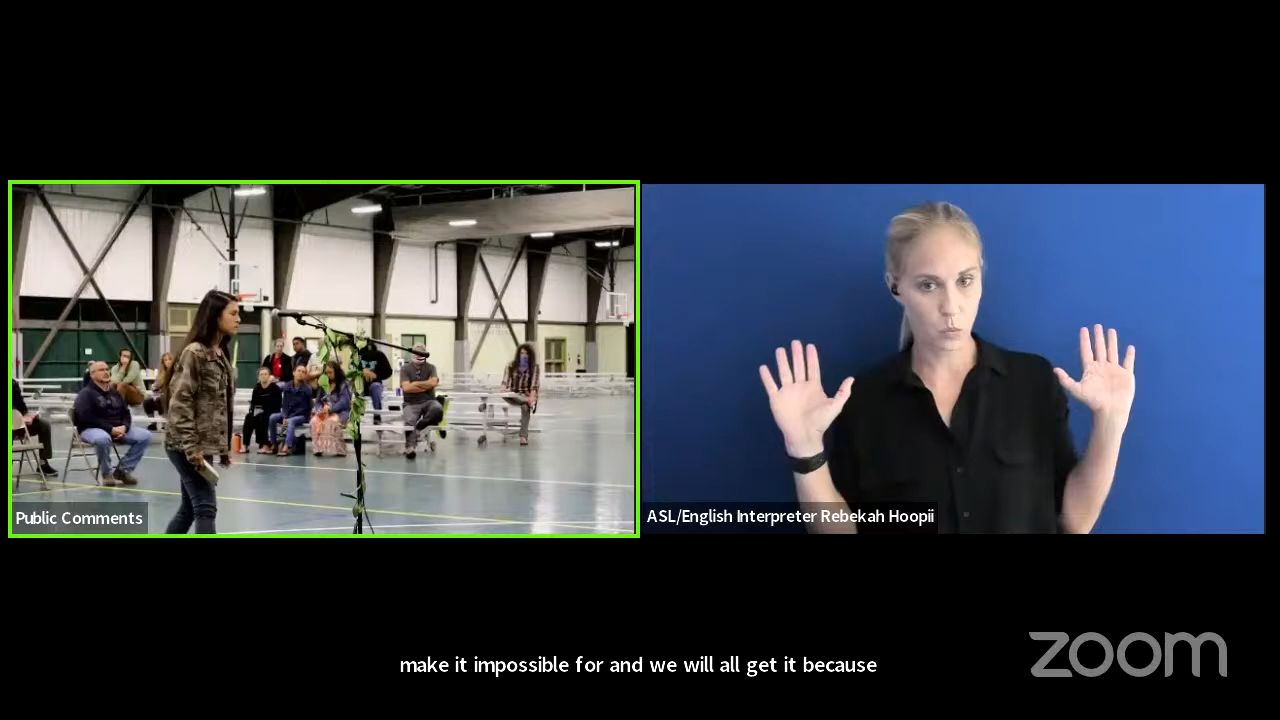 Public Comments
ASL/English Interpreter Rebekah Hoopii
make it impossible for and we will all get it because
zoom